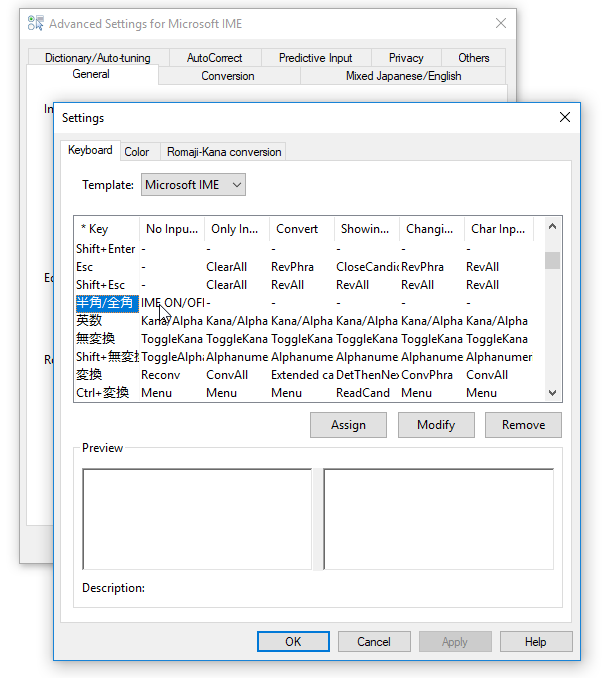 Advanced Settings for Microsoft IME
Dictionary/Auto-tuning AutoCorrect Predictive Input Privacy Others
General Conversion Mixed Japanese/English
In
Settings
Keyboard Color Romaji-Kana conversion
Template: Microsoft IME
* Key No Inpu... Only In... Convert Showin... Changi... Char Inp...
Shift+Enter - - - - - -
Esc - ClearAll RevPhra CloseCandic RevPhra RevAll
Shift+Esc - ClearAll RevAll RevAll RevAll RevAll
半角/全角 IME ON/OFF - - - - -
英数 Kana/Alpha Kana/Alpha Kana/Alpha Kana/Alpha Kana/Alpha Kana/Alpha
無変換 ToggleKana ToggleKana ToggleKana ToggleKana ToggleKana ToggleKana
Shift+無変換 ToggleAlpha Alphanume Alphanume Alphanume Alphanume Alphanumer
変換 Reconv ConvAll Extended ca DetThenNex ConvPhra ConvAll
Ctrl+変換 Menu Menu Menu ReadCand Menu Menu
Assign Modify Remove
Preview
Description:
OK Cancel Apply Help